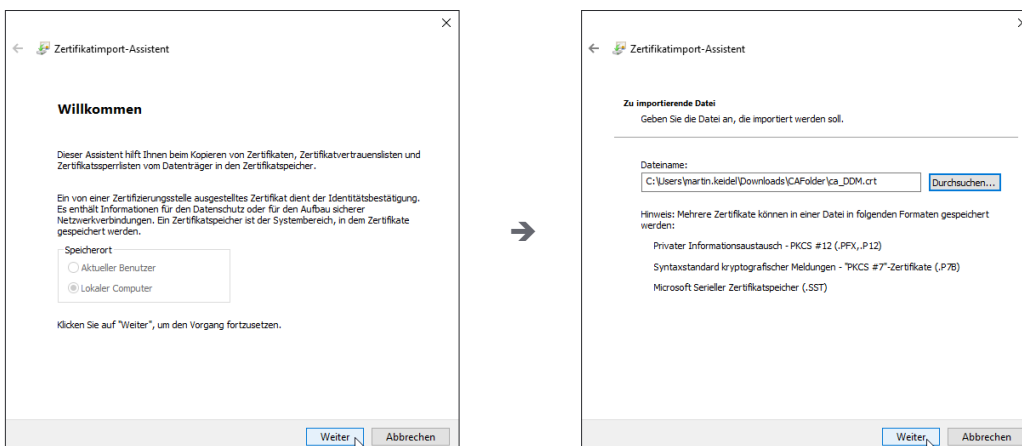 Zertifikatimport-Assistent
Willkommen
Dieser Assistent hilft Ihnen beim Kopieren von Zertifikaten, Zertifikatvertrauenslisten und
Zertifikatssperrlisten vom Datenträger in den Zertifikatspeicher.
Ein von einer Zertifizierungsstelle ausgestelltes Zertifikat dient der Identitätsbestätigung.
Es enthält Informationen für den Datenschutz oder für den Aufbau sicherer
Netzwerkverbindungen. Ein Zertifikatspeicher ist der Systembereich, in dem Zertifikate
gespeichert werden.
Speicherort
Aktueller Benutzer
Lokaler Computer
Klicken Sie auf "Weiter", um den Vorgang fortzusetzen.
Weiter
Abbrechen
Zertifikatimport-Assistent
Zu importierende Datei
Geben Sie die Datei an, die importiert werden soll.
Dateiname:
C:\Users\martin.keidel\Downloads\CAFolder\ca_DDM.crt
Durchsuchen...
Hinweis: Mehrere Zertifikate können in einer Datei in folgenden Formaten gespeichert
werden:
Privater Informationsaustausch - PKCS #12 (.PFX,.P12)
Syntaxstandard kryptografischer Meldungen - "PKCS #7"-Zertifikate (.P7B)
Microsoft Serieller Zertifikatspeicher (.SST)
Weiter
Abbrechen